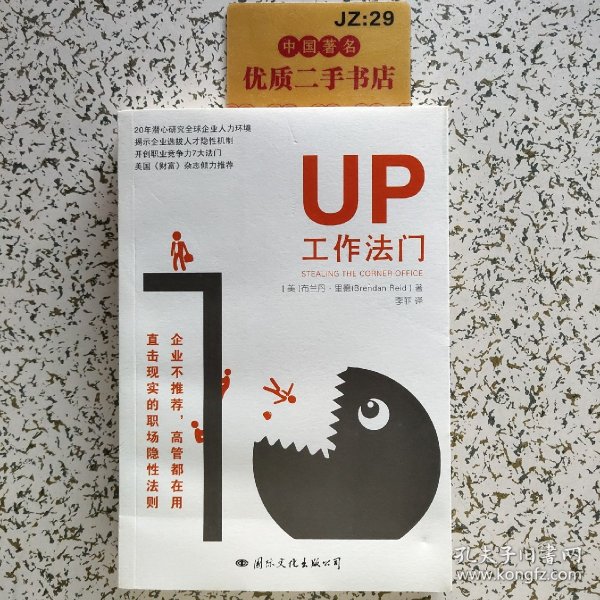 JZ:29
中国著名
优质二手书店
20年潜心研究全球企业人力环境
揭示企业选拔人才隐性机制
开创职业竞争力7大法门
美国《财富》杂志倾力推荐
UP
工作法门
STEALING THE CORNER OFFICE
[美]布兰丹·里德(Brendan Reid) 著
李菲 译
企业不推荐，高管都在用
直击现实的职场隐性法则
国际文化出版公司
孔夫子旧书网
www.kongfz.com